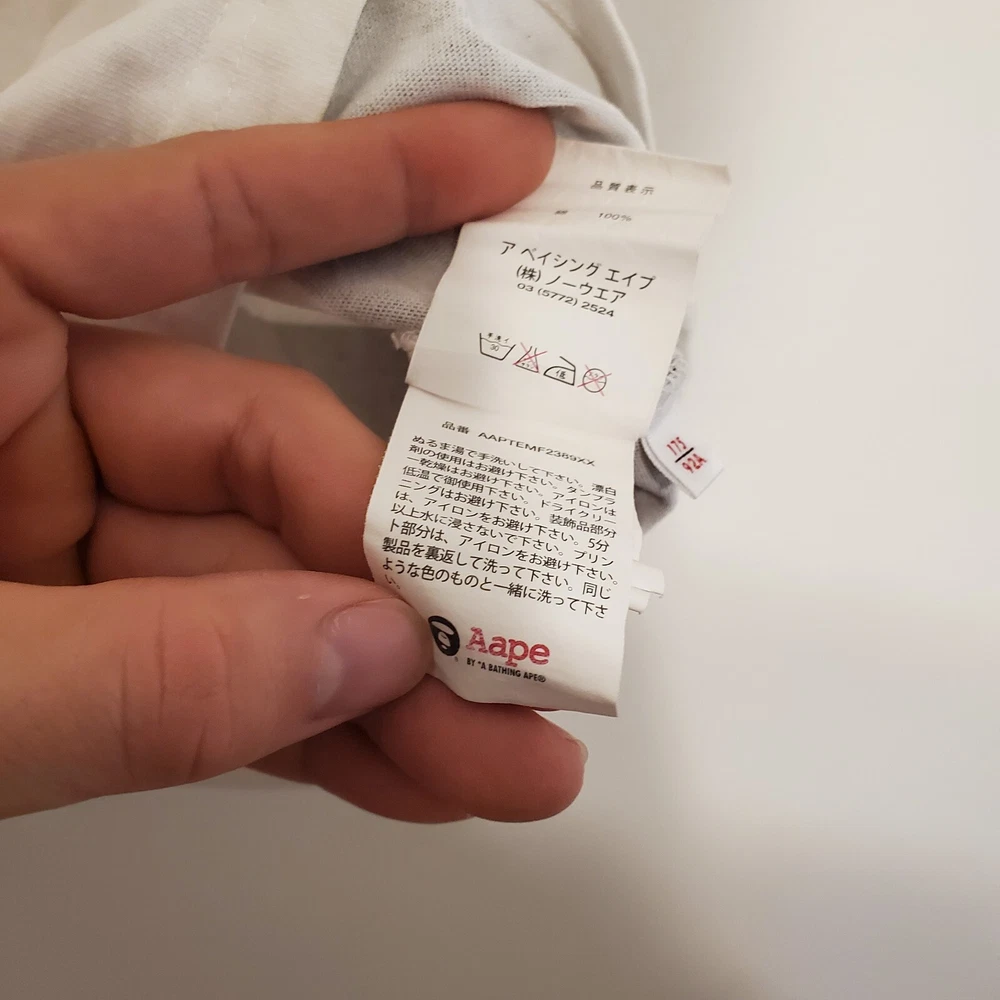 品質表示
綿 100%
ア ベイシング エイプ
(株) ノーウエア
03 (5772) 2524
手洗イ
30
低
品番 AAPTEMF2389XX
ぬるま湯で手洗いして下さい。漂白
剤の使用はお避け下さい。タンブラ
ー乾燥はお避け下さい。アイロンは
低温で御使用下さい。ドライクリー
ニングはお避け下さい。装飾品部分
は、アイロンをお避け下さい。5分
以上水に浸さないで下さい。プリン
ト部分は、アイロンをお避け下さい。
製品を裏返して洗って下さい。同じ
ような色のものと一緒に洗って下さ
い。
Aape
BY *A BATHING APE®
175
92A